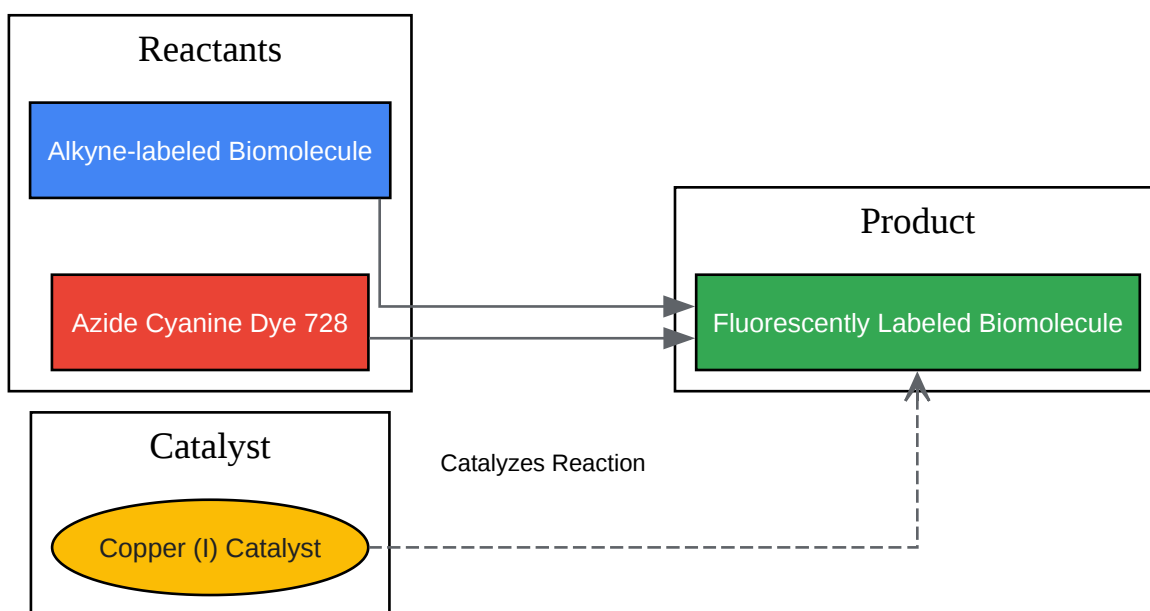 Reactants
Alkyne-labeled Biomolecule
Azide Cyanine Dye 728
Product
Fluorescently Labeled Biomolecule
Catalyst
Copper (I) Catalyst
Catalyzes Reaction